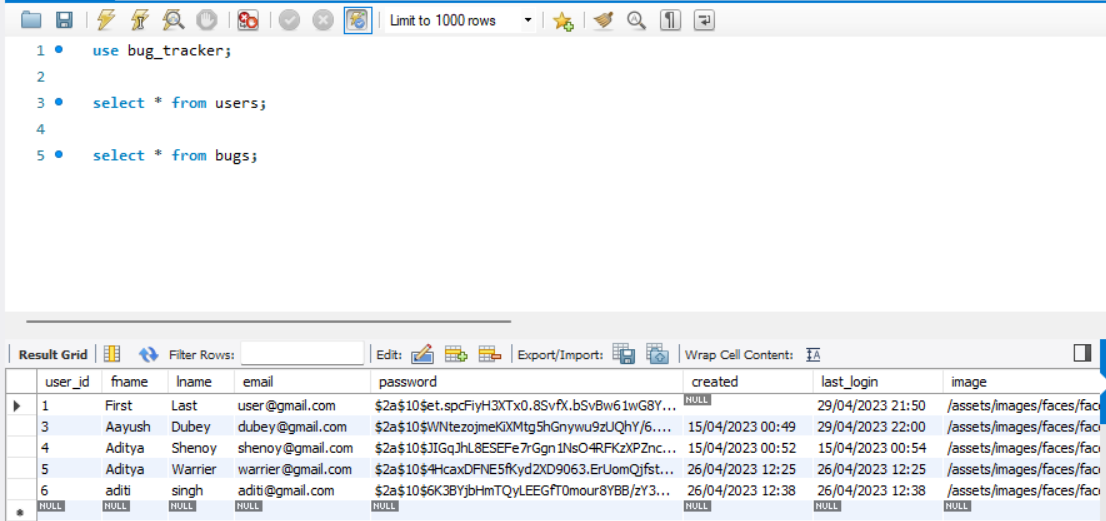 Limit to 1000 rows
1 use bug_tracker;
2
3 select * from users;
4
5 select * from bugs;
Result Grid Filter Rows: Edit: Export/Import: Wrap Cell Content:
user_id fname lname email password created last_login image
1 First Last user@gmail.com $2a$10$et.spcFiyH3XTx0.8SvfX.bSvBw61wG8Y... NULL 29/04/2023 21:50 /assets/images/faces/face
3 Aayush Dubey dubey@gmail.com $2a$10$WNtezojmeKiXMtg5hGnywu9zUQhY/6.... 15/04/2023 00:49 29/04/2023 22:00 /assets/images/faces/face
4 Aditya Shenoy shenoy@gmail.com $2a$10$JIGqJhL8ESEFe7rGgn1NsO4RFKzXPZnc... 15/04/2023 00:52 15/04/2023 00:54 /assets/images/faces/face
5 Aditya Warrier warrier@gmail.com $2a$10$4HcaxDFNE5fKyd2XD9063.ErUomQjfst... 26/04/2023 12:25 26/04/2023 12:25 /assets/images/faces/face
6 aditi singh aditi@gmail.com $2a$10$6K3BYjbHmTQyLEEGfT0mour8YBB/zY3... 26/04/2023 12:38 26/04/2023 12:38 /assets/images/faces/face
NULL NULL NULL NULL NULL NULL NULL NULL